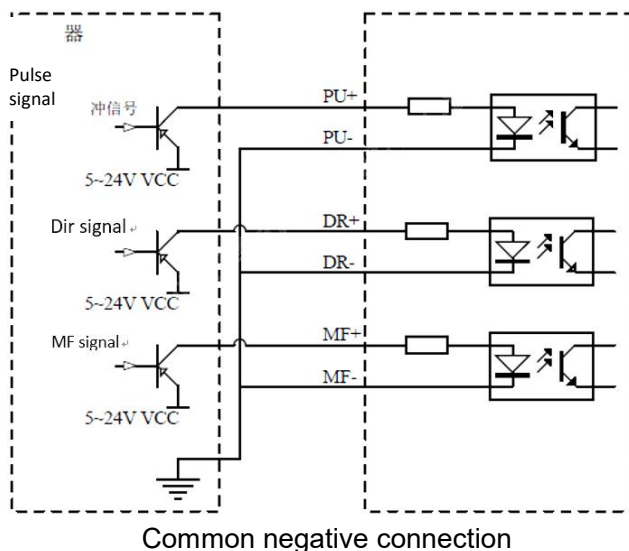 器
Pulse
signal
冲信号
PU+
PU-
5~24V VCC
Dir signal
DR+
DR-
5~24V VCC
MF signal
MF+
MF-
5~24V VCC
Common negative connection